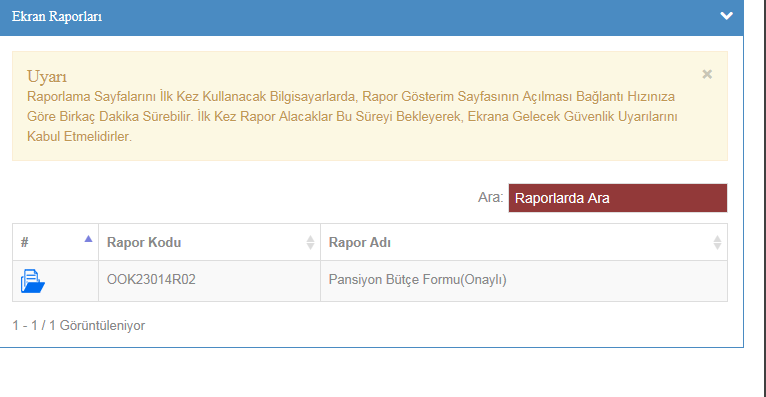 Ekran Raporları
Uyarı
×
Raporlama Sayfalarını İlk Kez Kullanacak Bilgisayarlarda, Rapor Gösterim Sayfasının Açılması Bağlantı Hızınıza
Göre Birkaç Dakika Sürebilir. İlk Kez Rapor Alacaklar Bu Süreyi Bekleyerek, Ekrana Gelecek Güvenlik Uyarılarını
Kabul Etmelidirler.
Ara: Raporlarda Ara
# Rapor Kodu Rapor Adı
OOK23014R02 Pansiyon Bütçe Formu(Onaylı)
1 - 1 / 1 Görüntüleniyor